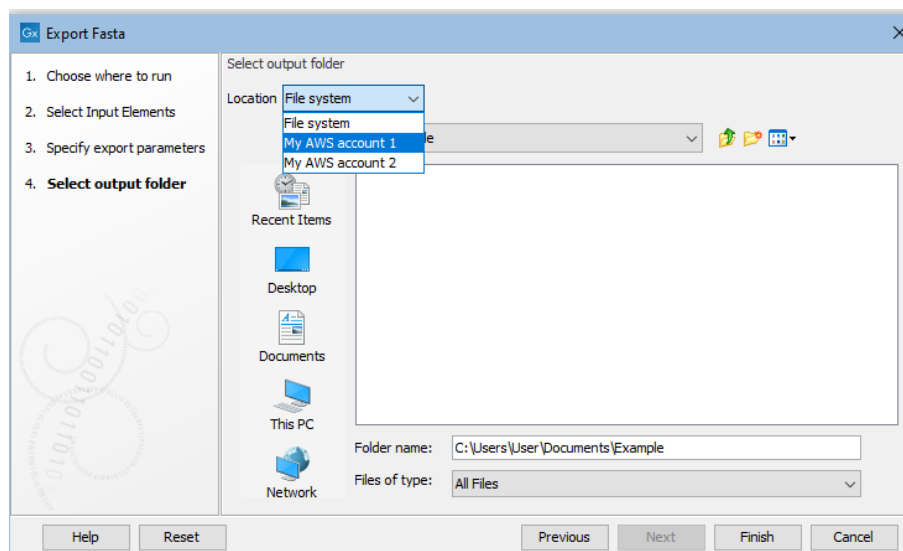 Gx Export Fasta
1. Choose where to run
2. Select Input Elements
3. Specify export parameters
4. Select output folder
Select output folder
Location File system
File system
My AWS account 1
My AWS account 2
Recent Items
Desktop
Documents
This PC
Network
Folder name: C:\Users\User\Documents\Example
Files of type: All Files
Help Reset Previous Next Finish Cancel